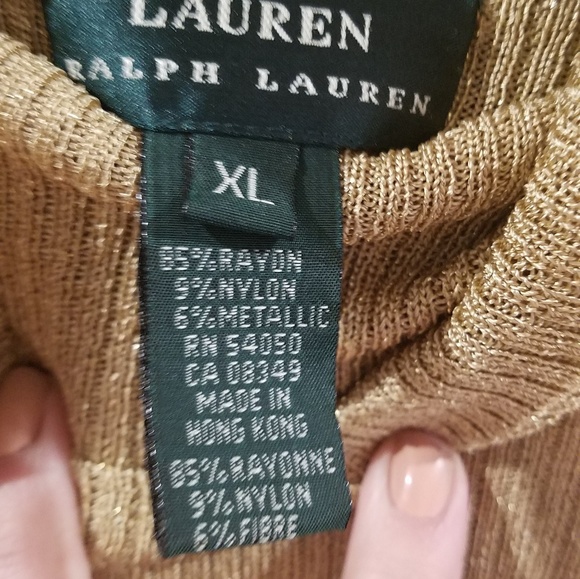 LAUREN
RALPH LAUREN
XL
85%RAYON
9%NYLON
6%METALLIC
RN 54050
CA 08349
MADE IN
HONG KONG
85%RAYONNE
9%NYLON
6%FIBRE